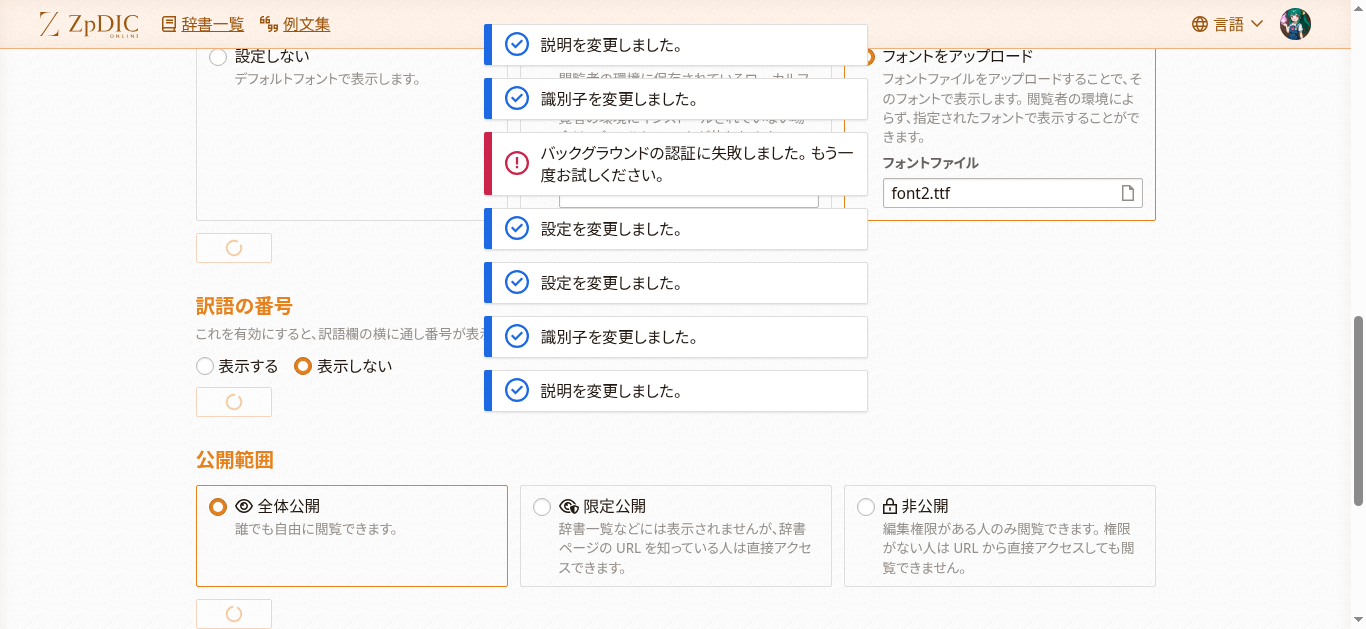 ZpDIC
ONLINE
辞書一覧
例文集
言語
説明を変更しました。
識別子を変更しました。
バックグラウンドの認証に失敗しました。もう一
度お試しください。
設定を変更しました。
設定を変更しました。
識別子を変更しました。
説明を変更しました。
設定しない
デフォルトフォントで表示します。
フォントをアップロード
フォントファイルをアップロードすることで、そ
のフォントで表示します。閲覧者の環境によ
らず、指定されたフォントで表示することがで
きます。
フォントファイル
font2.ttf
訳語の番号
これを有効にすると、訳語欄の横に通し番号が表
表示する
表示しない
公開範囲
全体公開
誰でも自由に閲覧できます。
限定公開
辞書一覧などには表示されませんが、辞書
ページの URL を知っている人は直接アクセ
スできます。
非公開
編集権限がある人のみ閲覧できます。権限
がない人は URL から直接アクセスしても閲
覧できません。